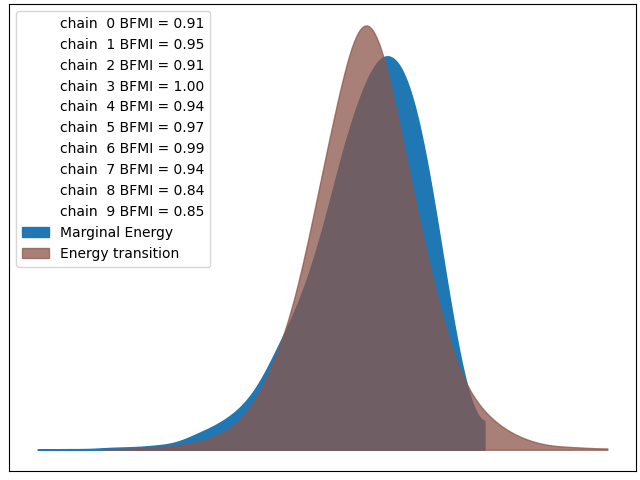 chain  0 BFMI = 0.91
chain  1 BFMI = 0.95
chain  2 BFMI = 0.91
chain  3 BFMI = 1.00
chain  4 BFMI = 0.94
chain  5 BFMI = 0.97
chain  6 BFMI = 0.99
chain  7 BFMI = 0.94
chain  8 BFMI = 0.84
chain  9 BFMI = 0.85
Marginal Energy
Energy transition